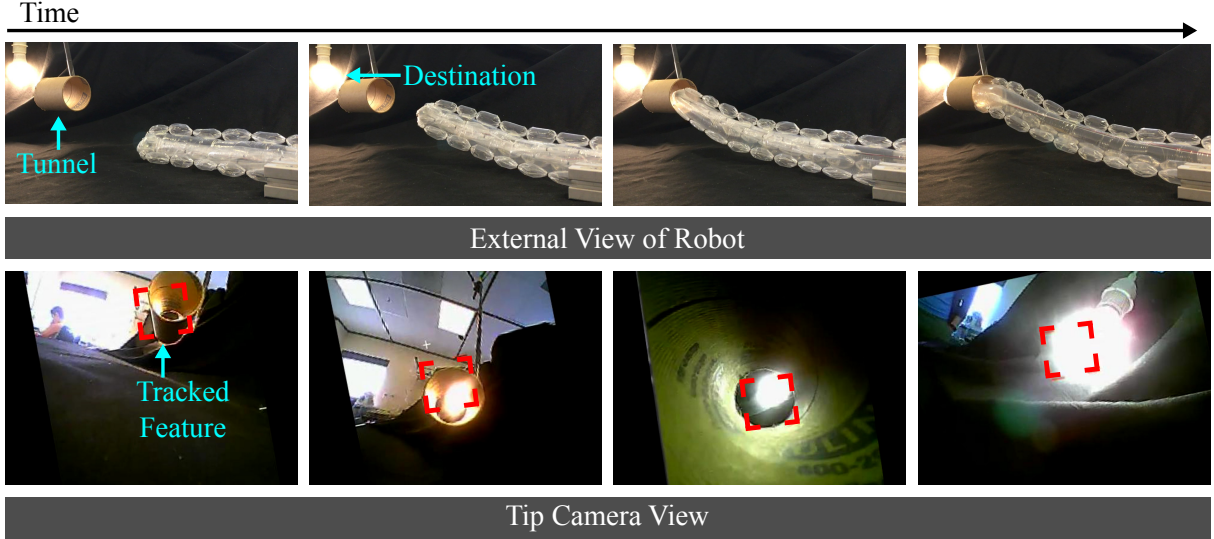 Time
Destination
Tunnel
External View of Robot
Tracked
Feature
Tip Camera View